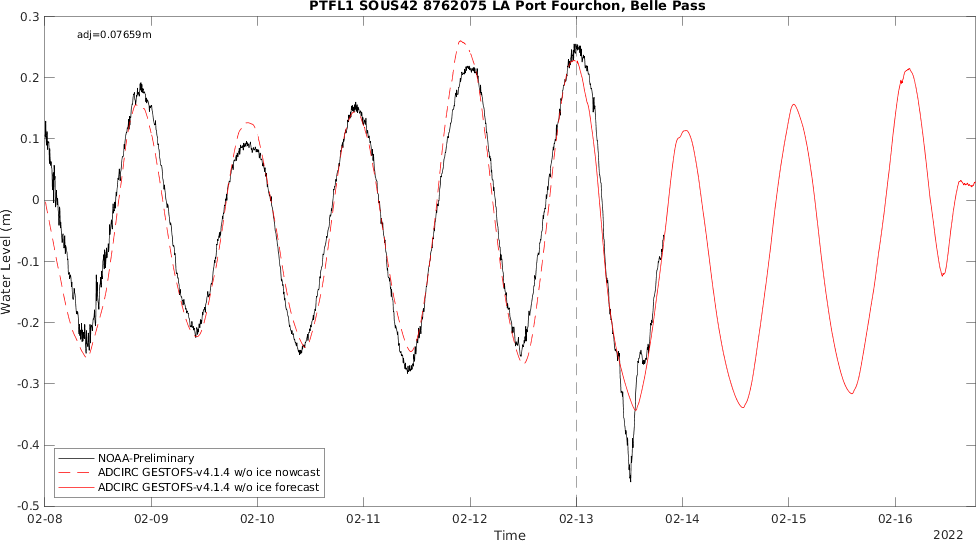 PTFL1 SOUS42 8762075 LA Port Fourchon, Belle Pass
adj=0.07659m
0.3
0.2
0.1
0
-0.1
-0.2
-0.3
-0.4
-0.5
Water Level (m)
NOAA-Preliminary
ADCIRC GESTOFS-v4.1.4 w/o ice nowcast
ADCIRC GESTOFS-v4.1.4 w/o ice forecast
02-08 02-09 02-10 02-11 02-12 02-13 02-14 02-15 02-16
Time
2022